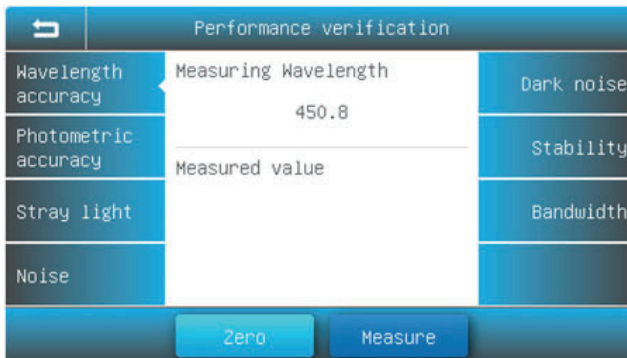 Performance verification
Wavelength
accuracy
Photometric
accuracy
Stray light
Noise
Measuring Wavelength
450.8
Measured value
Dark noise
Stability
Bandwidth
Zero
Measure